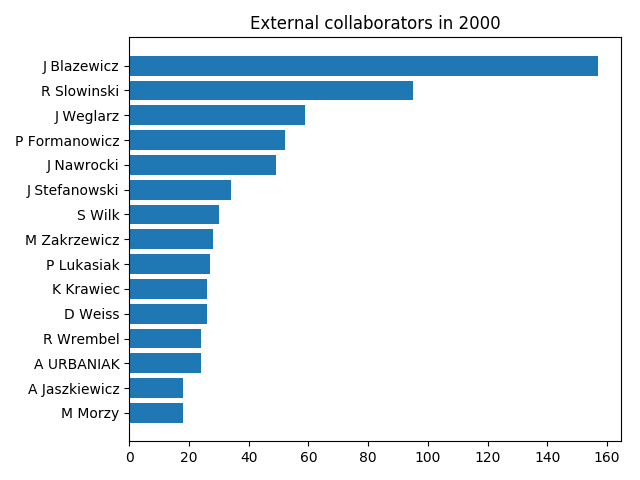 External collaborators in 2000
J Blazewicz
R Slowinski
J Weglarz
P Formanowicz
J Nawrocki
J Stefanowski
S Wilk
M Zakrzewicz
P Lukasiak
K Krawiec
D Weiss
R Wrembel
A URBANIAK
A Jaszkiewicz
M Morzy
0 20 40 60 80 100 120 140 160